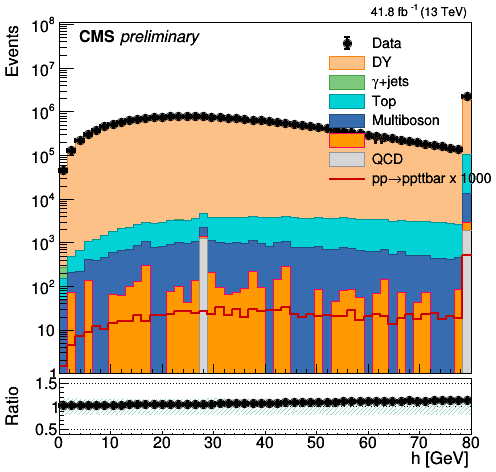 41.8 fb⁻¹ (13 TeV)
CMS preliminary
Events
10⁸
10⁷
10⁶
10⁵
10⁴
10³
10²
10
1
Data
DY
γ+jets
Top
Multiboson
QCD
pp→ppttbar x 1000
Ratio
1.5
1
0.5
0 10 20 30 40 50 60 70 80
h [GeV]